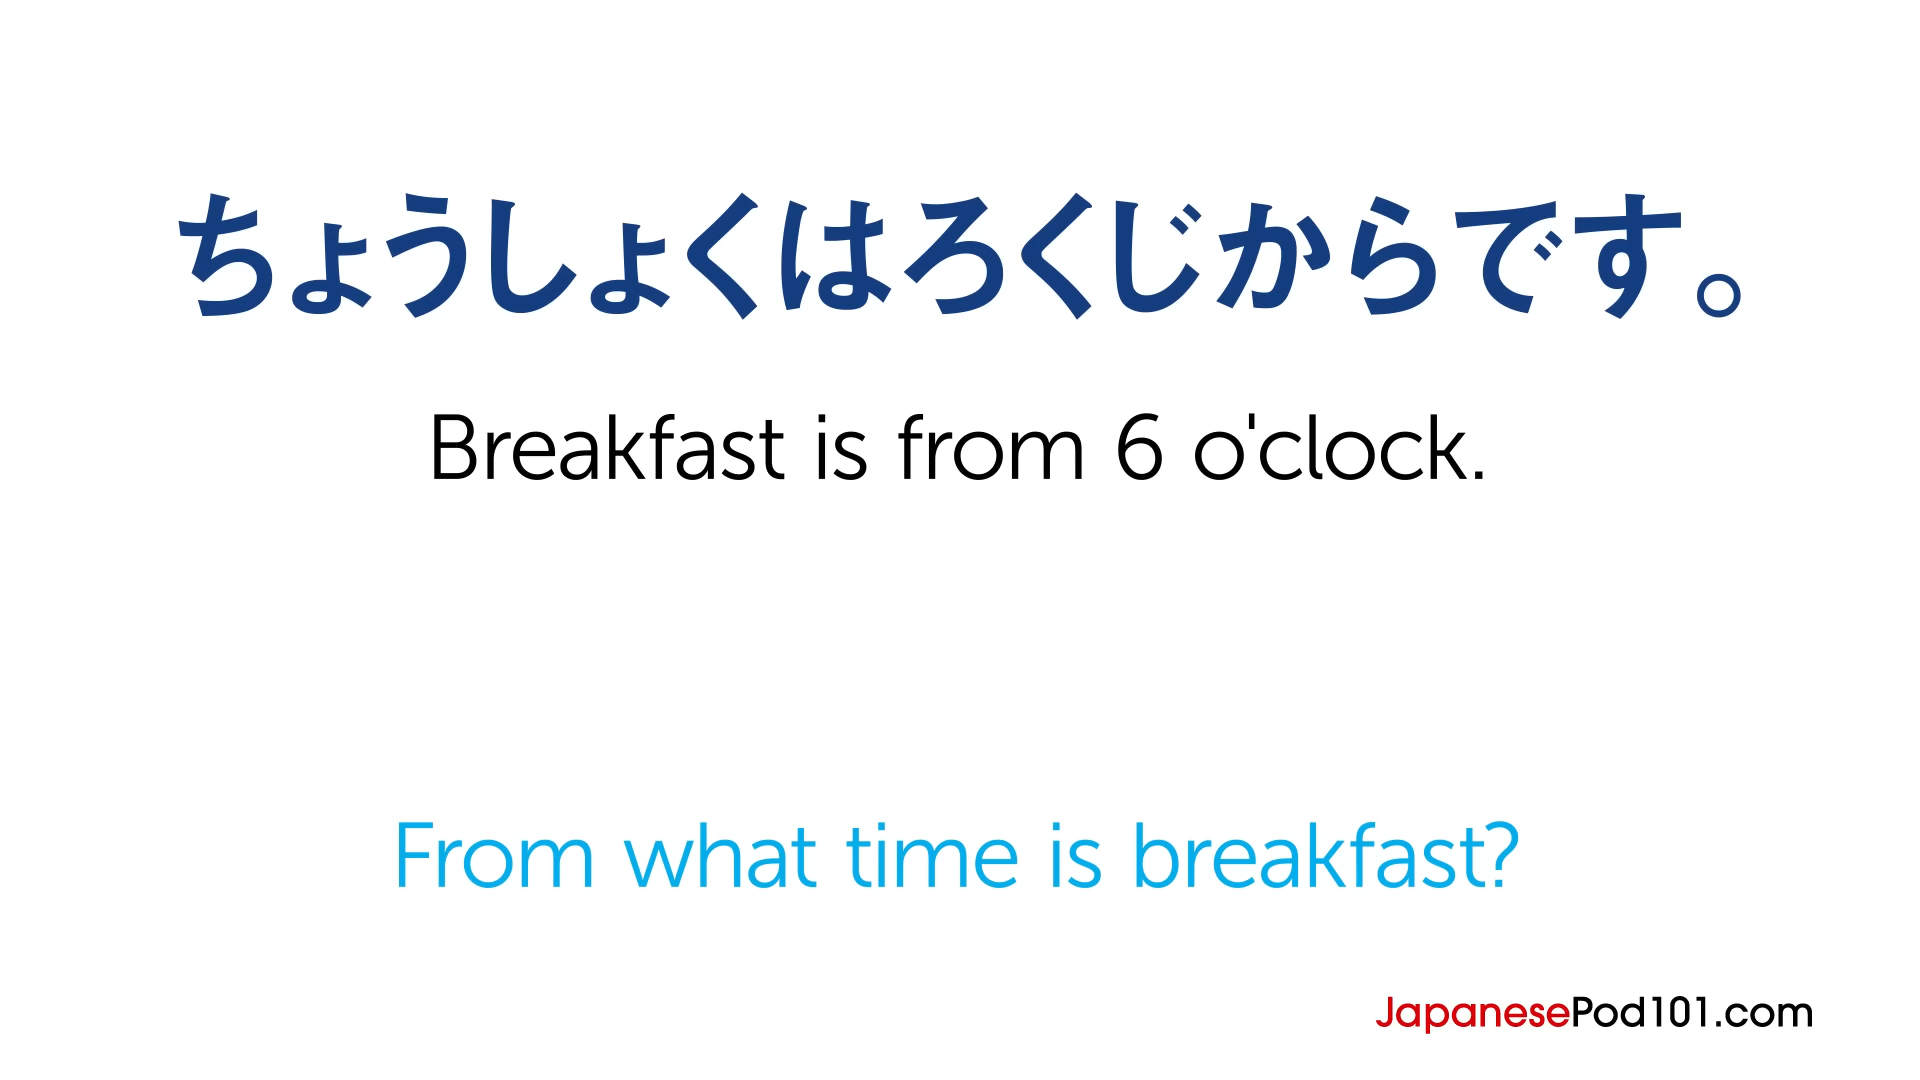 ちょうしょくはろくじからです。
Breakfast is from 6 o'clock.
From what time is breakfast?
JapanesePod101.com